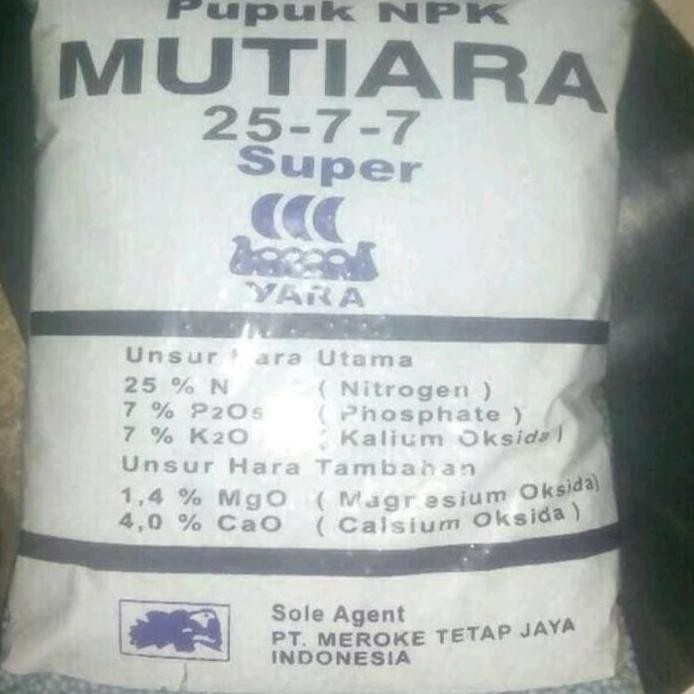 Pupuk NPK
MUTIARA
25-7-7
Super
YARA
Unsur Hara Utama
25 % N ( Nitrogen )
7 % P2O5 ( Phosphate )
7 % K2O ( Kalium Oksida )
Unsur Hara Tambahan
1,4 % MgO ( Magnesium Oksida)
4,0 % CaO ( Calsium Oksida )
Sole Agent
PT. MEROKE TETAP JAYA
INDONESIA